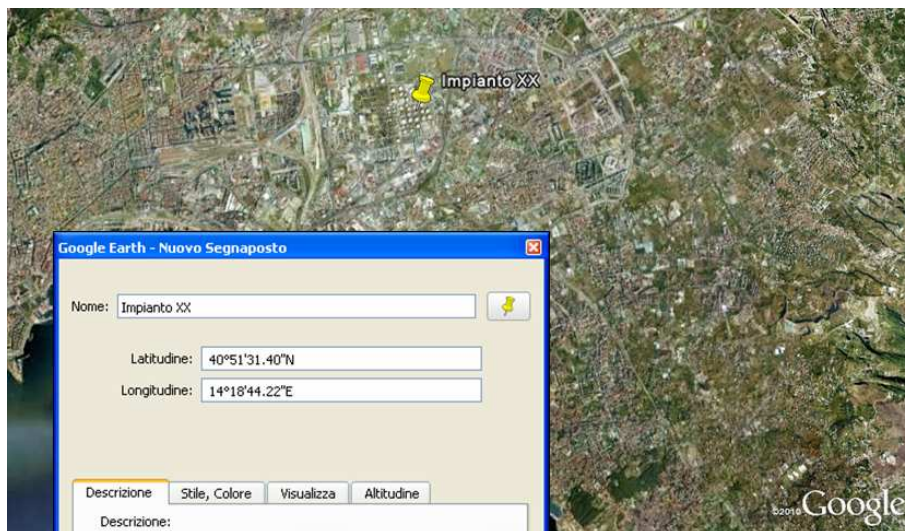 Impianto XX
Google Earth - Nuovo Segnaposto
Nome: Impianto XX
Latitudine: 40°51'31.40"N
Longitudine: 14°18'44.22"E
Descrizione Stile, Colore Visualizza Altitudine
Descrizione:
©2010 Google